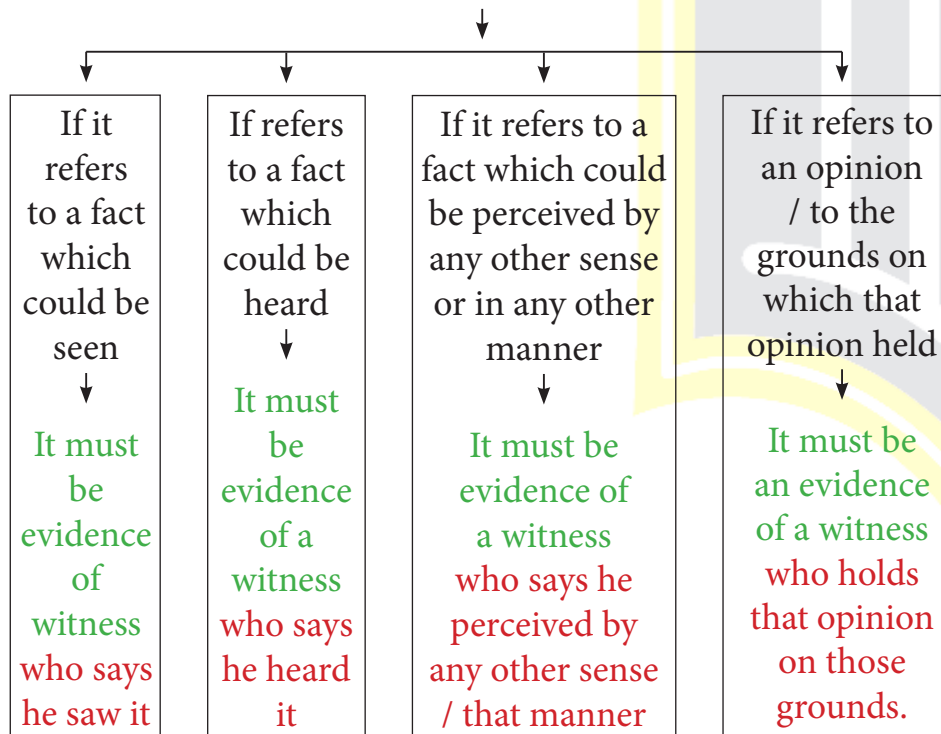 If it
refers
to a fact
which
could be
seen
It must
be
evidence
of
witness
who says
he saw it
If refers
to a fact
which
could be
heard
It must
be
evidence
of a
witness
who says
he heard
it
If it refers to a
fact which could
be perceived by
any other sense
or in any other
manner
It must be
evidence of
a witness
who says he
perceived by
any other sense
/ that manner
If it refers to
an opinion
/ to the
grounds on
which that
opinion held
It must be
an evidence
of a witness
who holds
that opinion
on those
grounds.